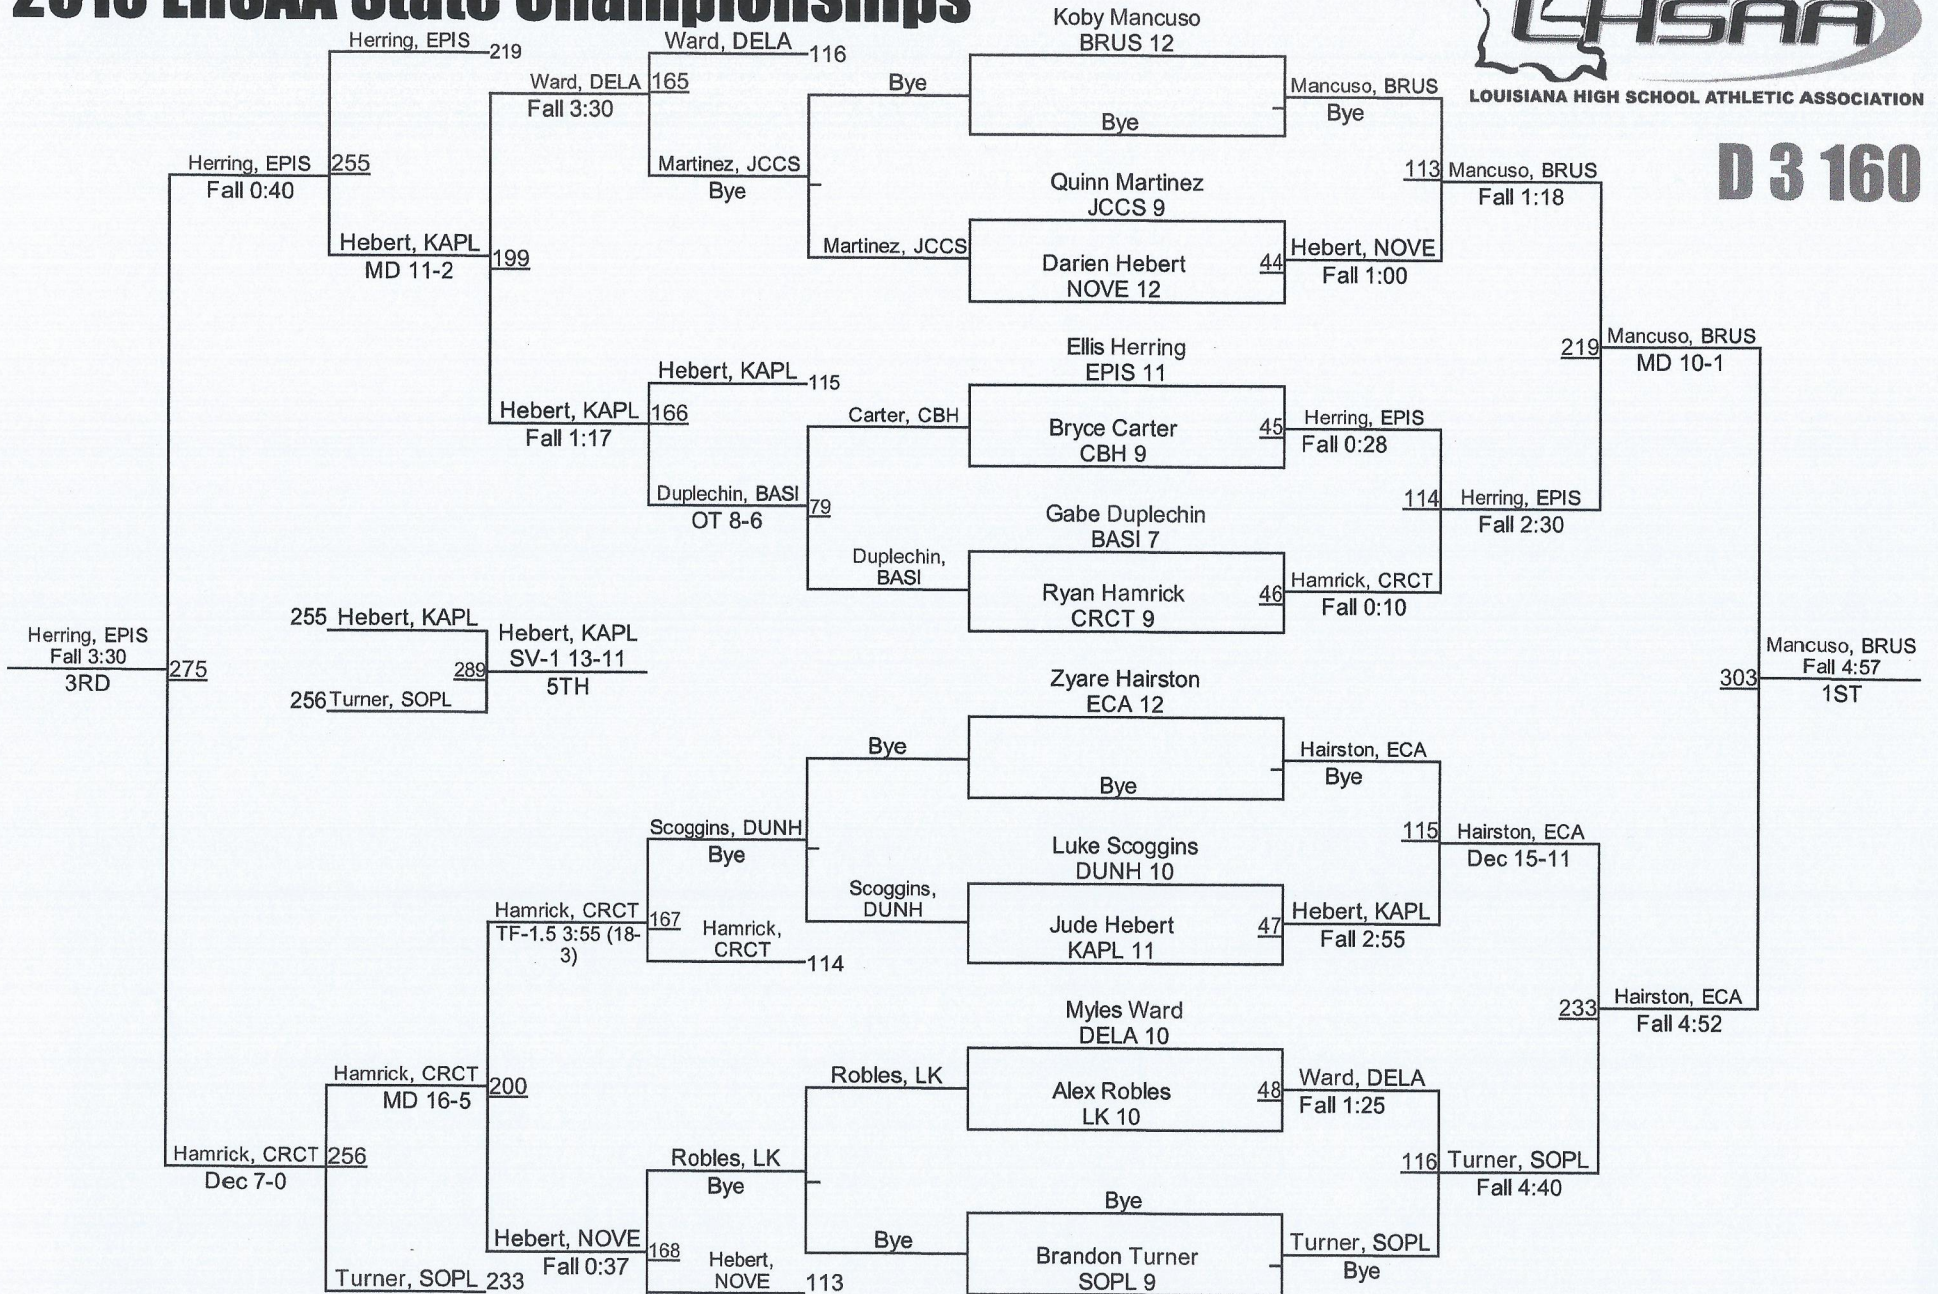 LHSAA State Championships
LHSAA
LOUISIANA HIGH SCHOOL ATHLETIC ASSOCIATION
D 3 160
Koby Mancuso
BRUS 12
Bye
Quinn Martinez
JCCS 9
Darien Hebert
NOVE 12
44
Ellis Herring
EPIS 11
Bryce Carter
CBH 9
45
Gabe Duplechin
BASI 7
Ryan Hamrick
CRCT 9
46
Zyare Hairston
ECA 12
Bye
Luke Scoggins
DUNH 10
Jude Hebert
KAPL 11
47
Myles Ward
DELA 10
Alex Robles
LK 10
48
Bye
Brandon Turner
SOPL 9
Mancuso, BRUS
Bye
Hebert, NOVE
Fall 1:00
Herring, EPIS
Fall 0:28
Hamrick, CRCT
Fall 0:10
Hairston, ECA
Bye
Hebert, KAPL
Fall 2:55
Ward, DELA
Fall 1:25
Turner, SOPL
Bye
113 Mancuso, BRUS
Fall 1:18
114 Herring, EPIS
Fall 2:30
115 Hairston, ECA
Dec 15-11
116 Turner, SOPL
Fall 4:40
219 Mancuso, BRUS
MD 10-1
233 Hairston, ECA
Fall 4:52
303
Mancuso, BRUS
Fall 4:57
1ST
Bye
Martinez, JCCS
Carter, CBH
Duplechin,
BASI
Bye
Scoggins,
DUNH
Robles, LK
Bye
Ward, DELA 116
Martinez, JCCS
Bye
Hebert, KAPL 115
Duplechin, BASI 79
OT 8-6
Scoggins, DUNH
Bye
Hamrick,
CRCT 114
Robles, LK
Bye
Hebert,
NOVE 113
Ward, DELA 165
Fall 3:30
Hebert, KAPL 166
Fall 1:17
Hamrick, CRCT 167
TF-1.5 3:55 (18-
3)
Hebert, NOVE 168
Fall 0:37
Herring, EPIS 219
Hebert, KAPL 199
MD 11-2
Hamrick, CRCT 200
MD 16-5
Turner, SOPL 233
Herring, EPIS 255
Fall 0:40
Hamrick, CRCT 256
Dec 7-0
Herring, EPIS
Fall 3:30
3RD
275
255 Hebert, KAPL
256 Turner, SOPL
289
Hebert, KAPL
SV-1 13-11
5TH